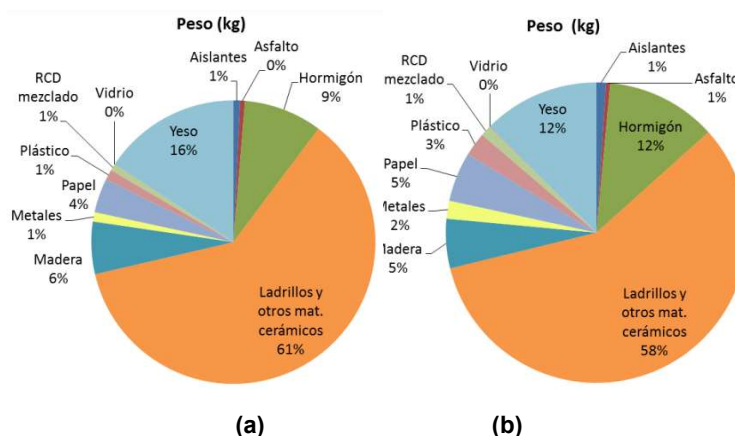 Peso (kg)
Aislantes
1%
Asfalto
0%
Hormigón
9%
Ladrillos y
otros mat.
cerámicos
61%
Madera
6%
Metales
1%
Papel
4%
Plástico
1%
RCD
mezclado
1%
Vidrio
0%
Yeso
16%
(a)
Peso (kg)
Aislantes
1%
Asfalto
1%
Hormigón
12%
Ladrillos y
otros mat.
cerámicos
58%
Madera
5%
Metales
2%
Papel
5%
Plástico
3%
RCD
mezclado
1%
Vidrio
0%
Yeso
12%
(b)